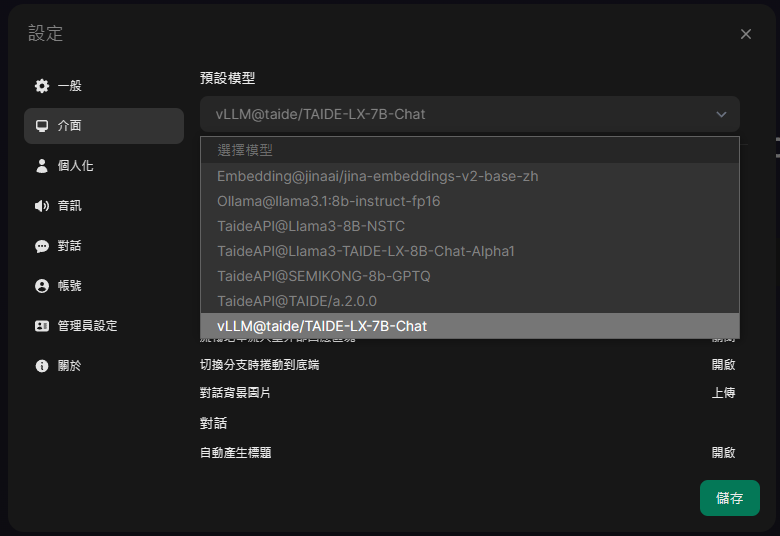 設定
一般
介面
個人化
音訊
對話
帳號
管理員設定
關於
預設模型
vLLM@taide/TAIDE-LX-7B-Chat
選擇模型
Embedding@jinaai/jina-embeddings-v2-base-zh
Ollama@llama3.1:8b-instruct-fp16
TaideAPI@Llama3-8B-NSTC
TaideAPI@Llama3-TAIDE-LX-8B-Chat-Alpha1
TaideAPI@SEMIKONG-8b-GPTQ
TaideAPI@TAIDE/a.2.0.0
vLLM@taide/TAIDE-LX-7B-Chat
切換分支時捲動到底端 開啟
對話背景圖片 上傳
對話
自動產生標題 開啟
儲存